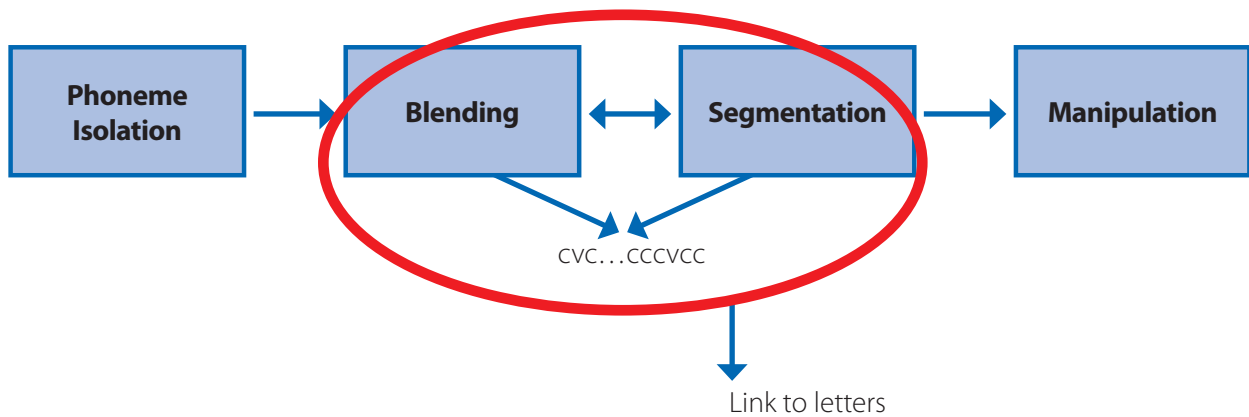 Phoneme
Isolation
Blending
Segmentation
Manipulation
CVC...CCCVCC
Link to letters